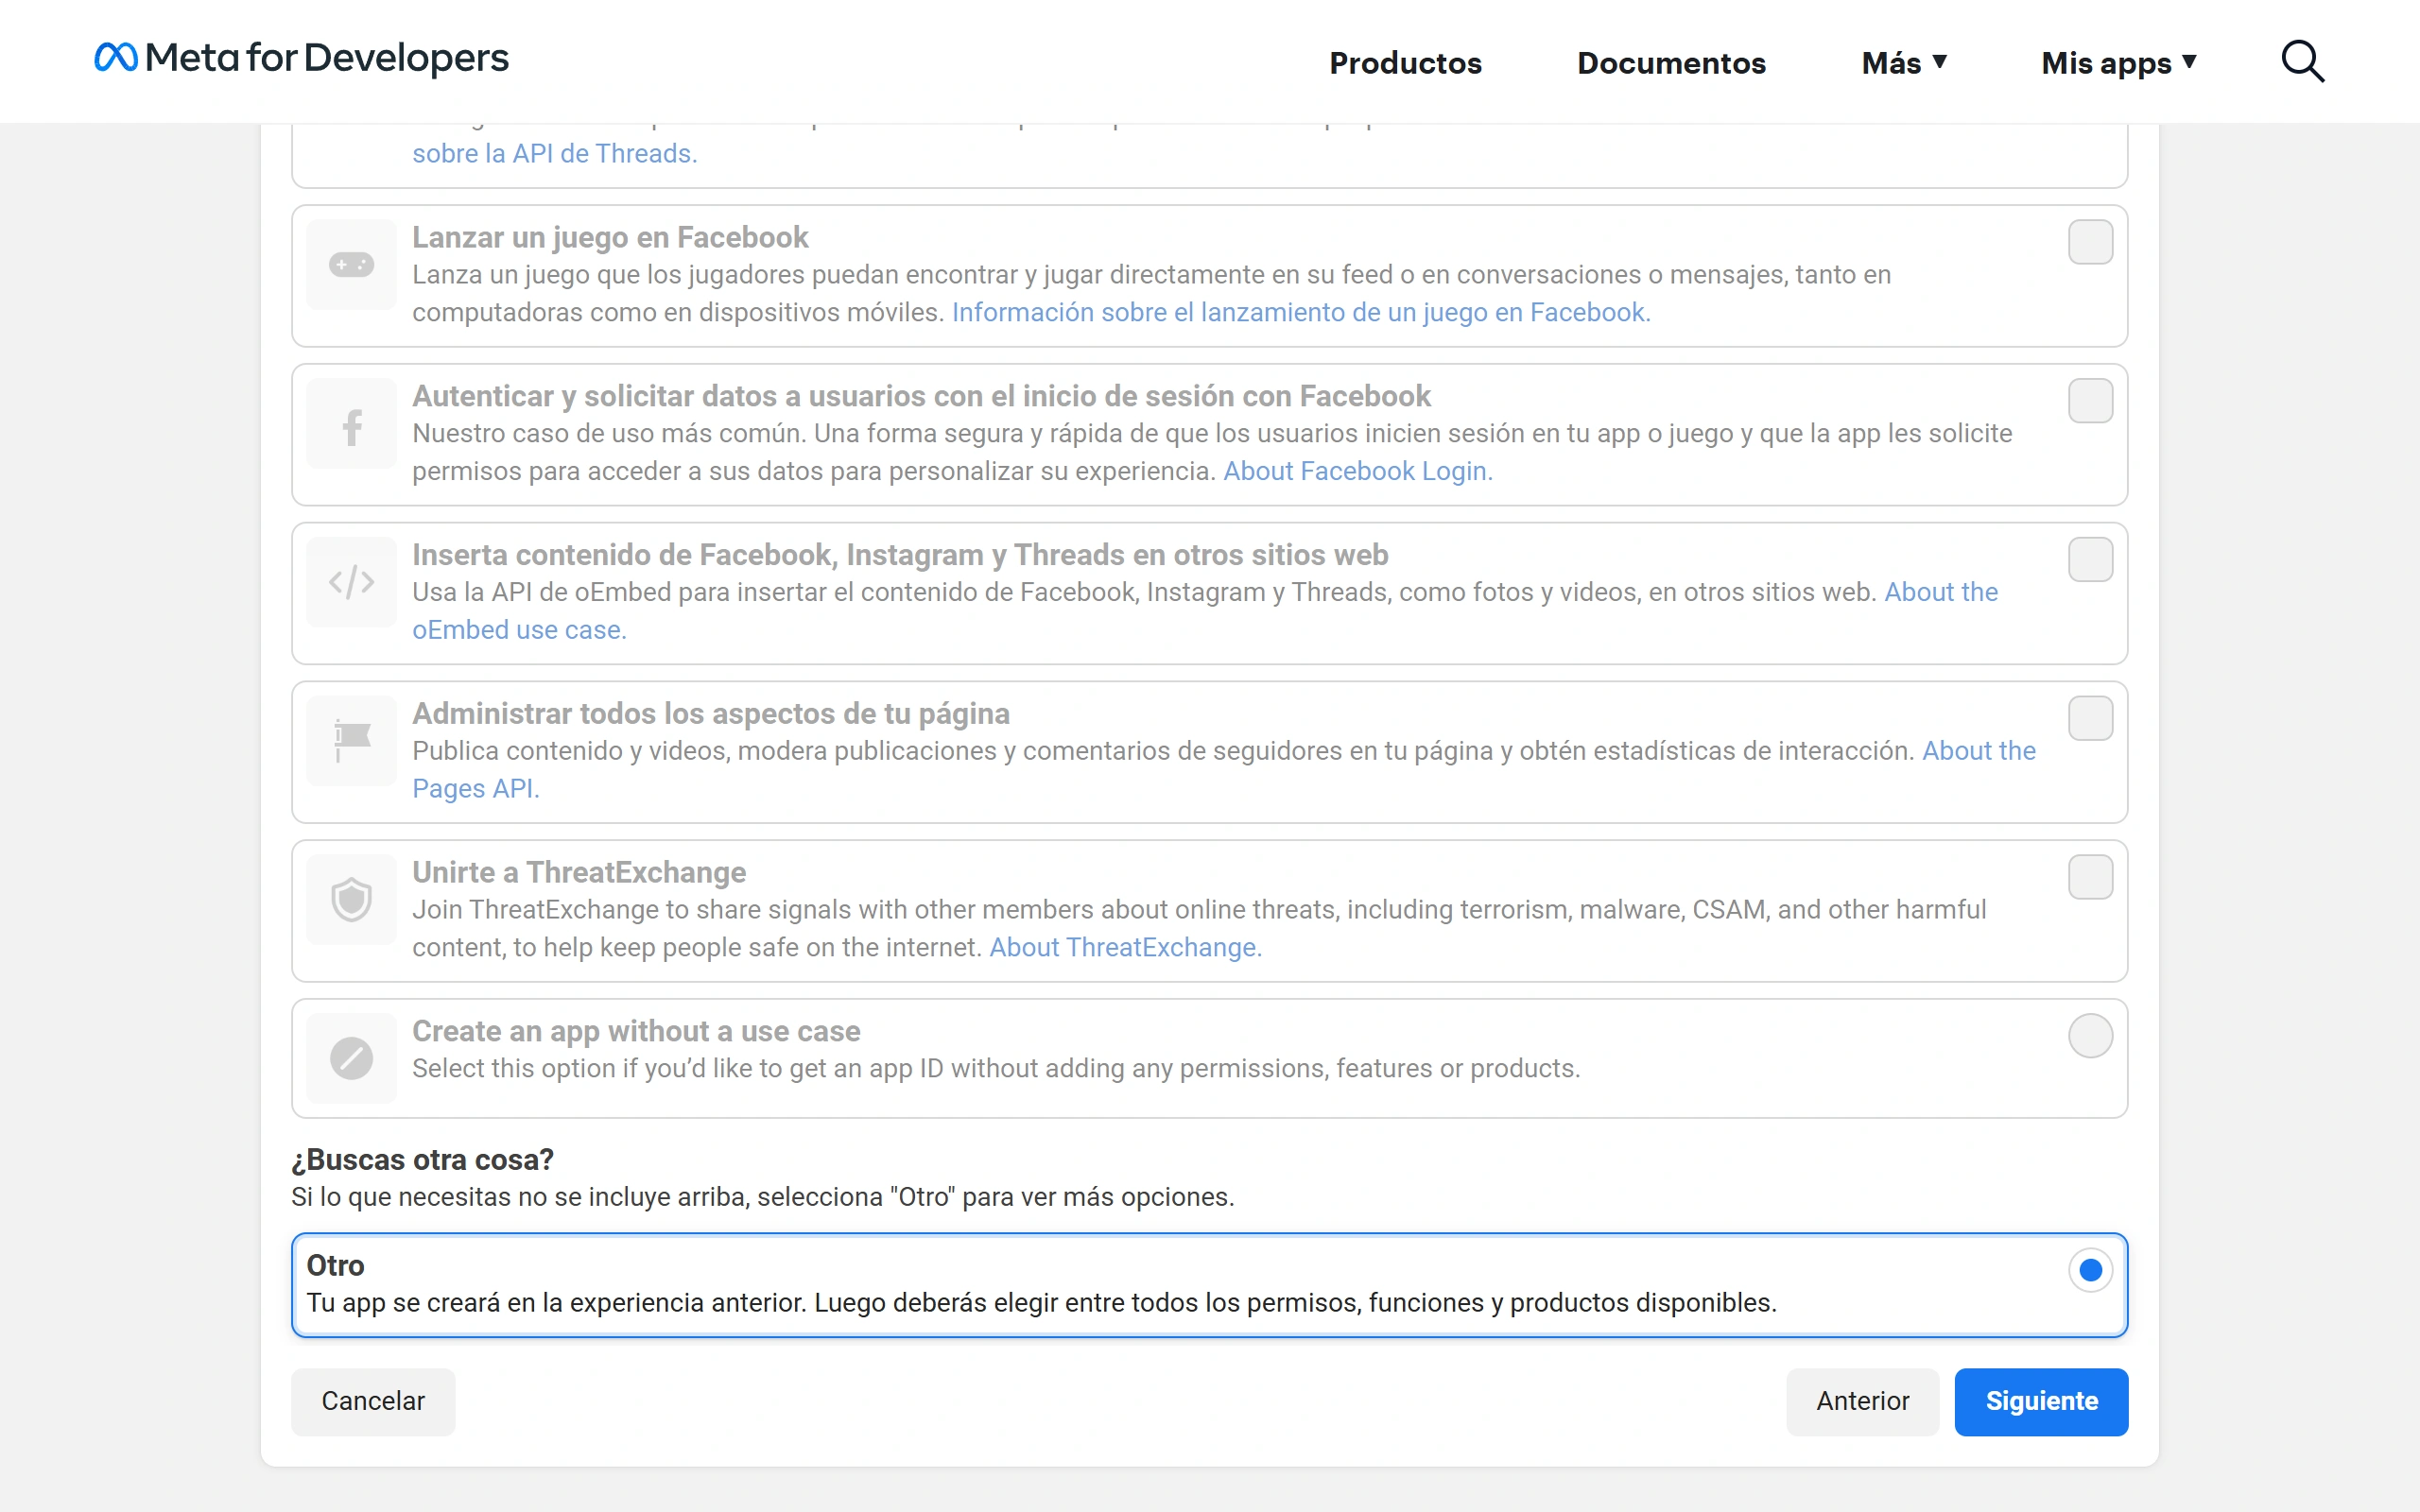 Meta for Developers
Productos
Documentos
Más
Mis apps
sobre la API de Threads.
Lanzar un juego en Facebook
Lanza un juego que los jugadores puedan encontrar y jugar directamente en su feed o en conversaciones o mensajes, tanto en
computadoras como en dispositivos móviles. Información sobre el lanzamiento de un juego en Facebook.
Autenticar y solicitar datos a usuarios con el inicio de sesión con Facebook
Nuestro caso de uso más común. Una forma segura y rápida de que los usuarios inicien sesión en tu app o juego y que la app les solicite
permisos para acceder a sus datos para personalizar su experiencia. About Facebook Login.
Inserta contenido de Facebook, Instagram y Threads en otros sitios web
Usa la API de oEmbed para insertar el contenido de Facebook, Instagram y Threads, como fotos y videos, en otros sitios web. About the
oEmbed use case.
Administrar todos los aspectos de tu página
Publica contenido y videos, modera publicaciones y comentarios de seguidores en tu página y obtén estadísticas de interacción. About the
Pages API.
Unirte a ThreatExchange
Join ThreatExchange to share signals with other members about online threats, including terrorism, malware, CSAM, and other harmful
content, to help keep people safe on the internet. About ThreatExchange.
Create an app without a use case
Select this option if you’d like to get an app ID without adding any permissions, features or products.
¿Buscas otra cosa?
Si lo que necesitas no se incluye arriba, selecciona "Otro" para ver más opciones.
Otro
Tu app se creará en la experiencia anterior. Luego deberás elegir entre todos los permisos, funciones y productos disponibles.
Cancelar
Anterior
Siguiente